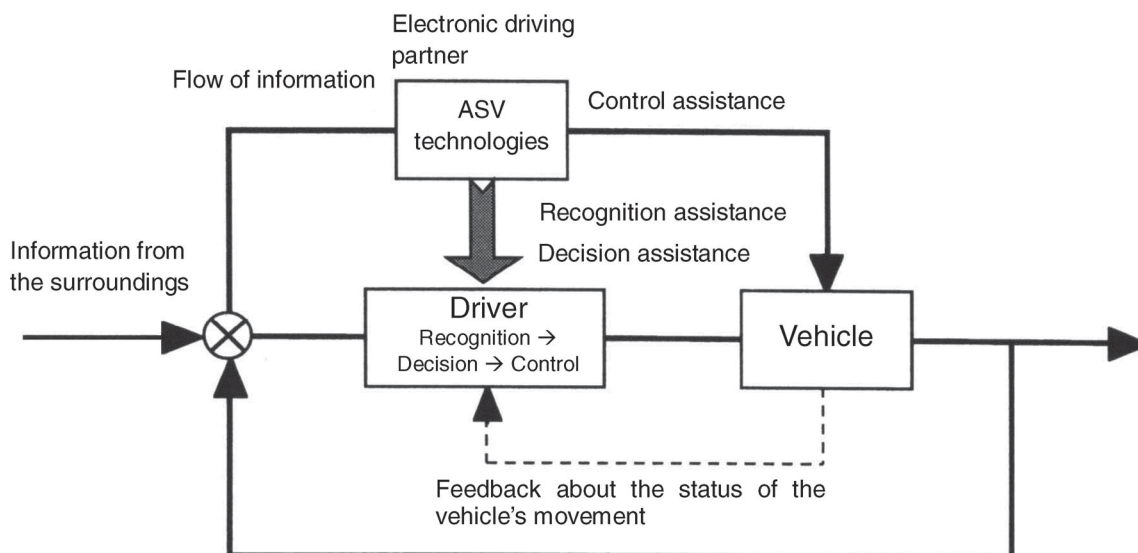 Electronic driving
partner
Flow of information
ASV
technologies
Control assistance
Recognition assistance
Decision assistance
Information from
the surroundings
Driver
Recognition →
Decision → Control
Vehicle
Feedback about the status of the
vehicle's movement